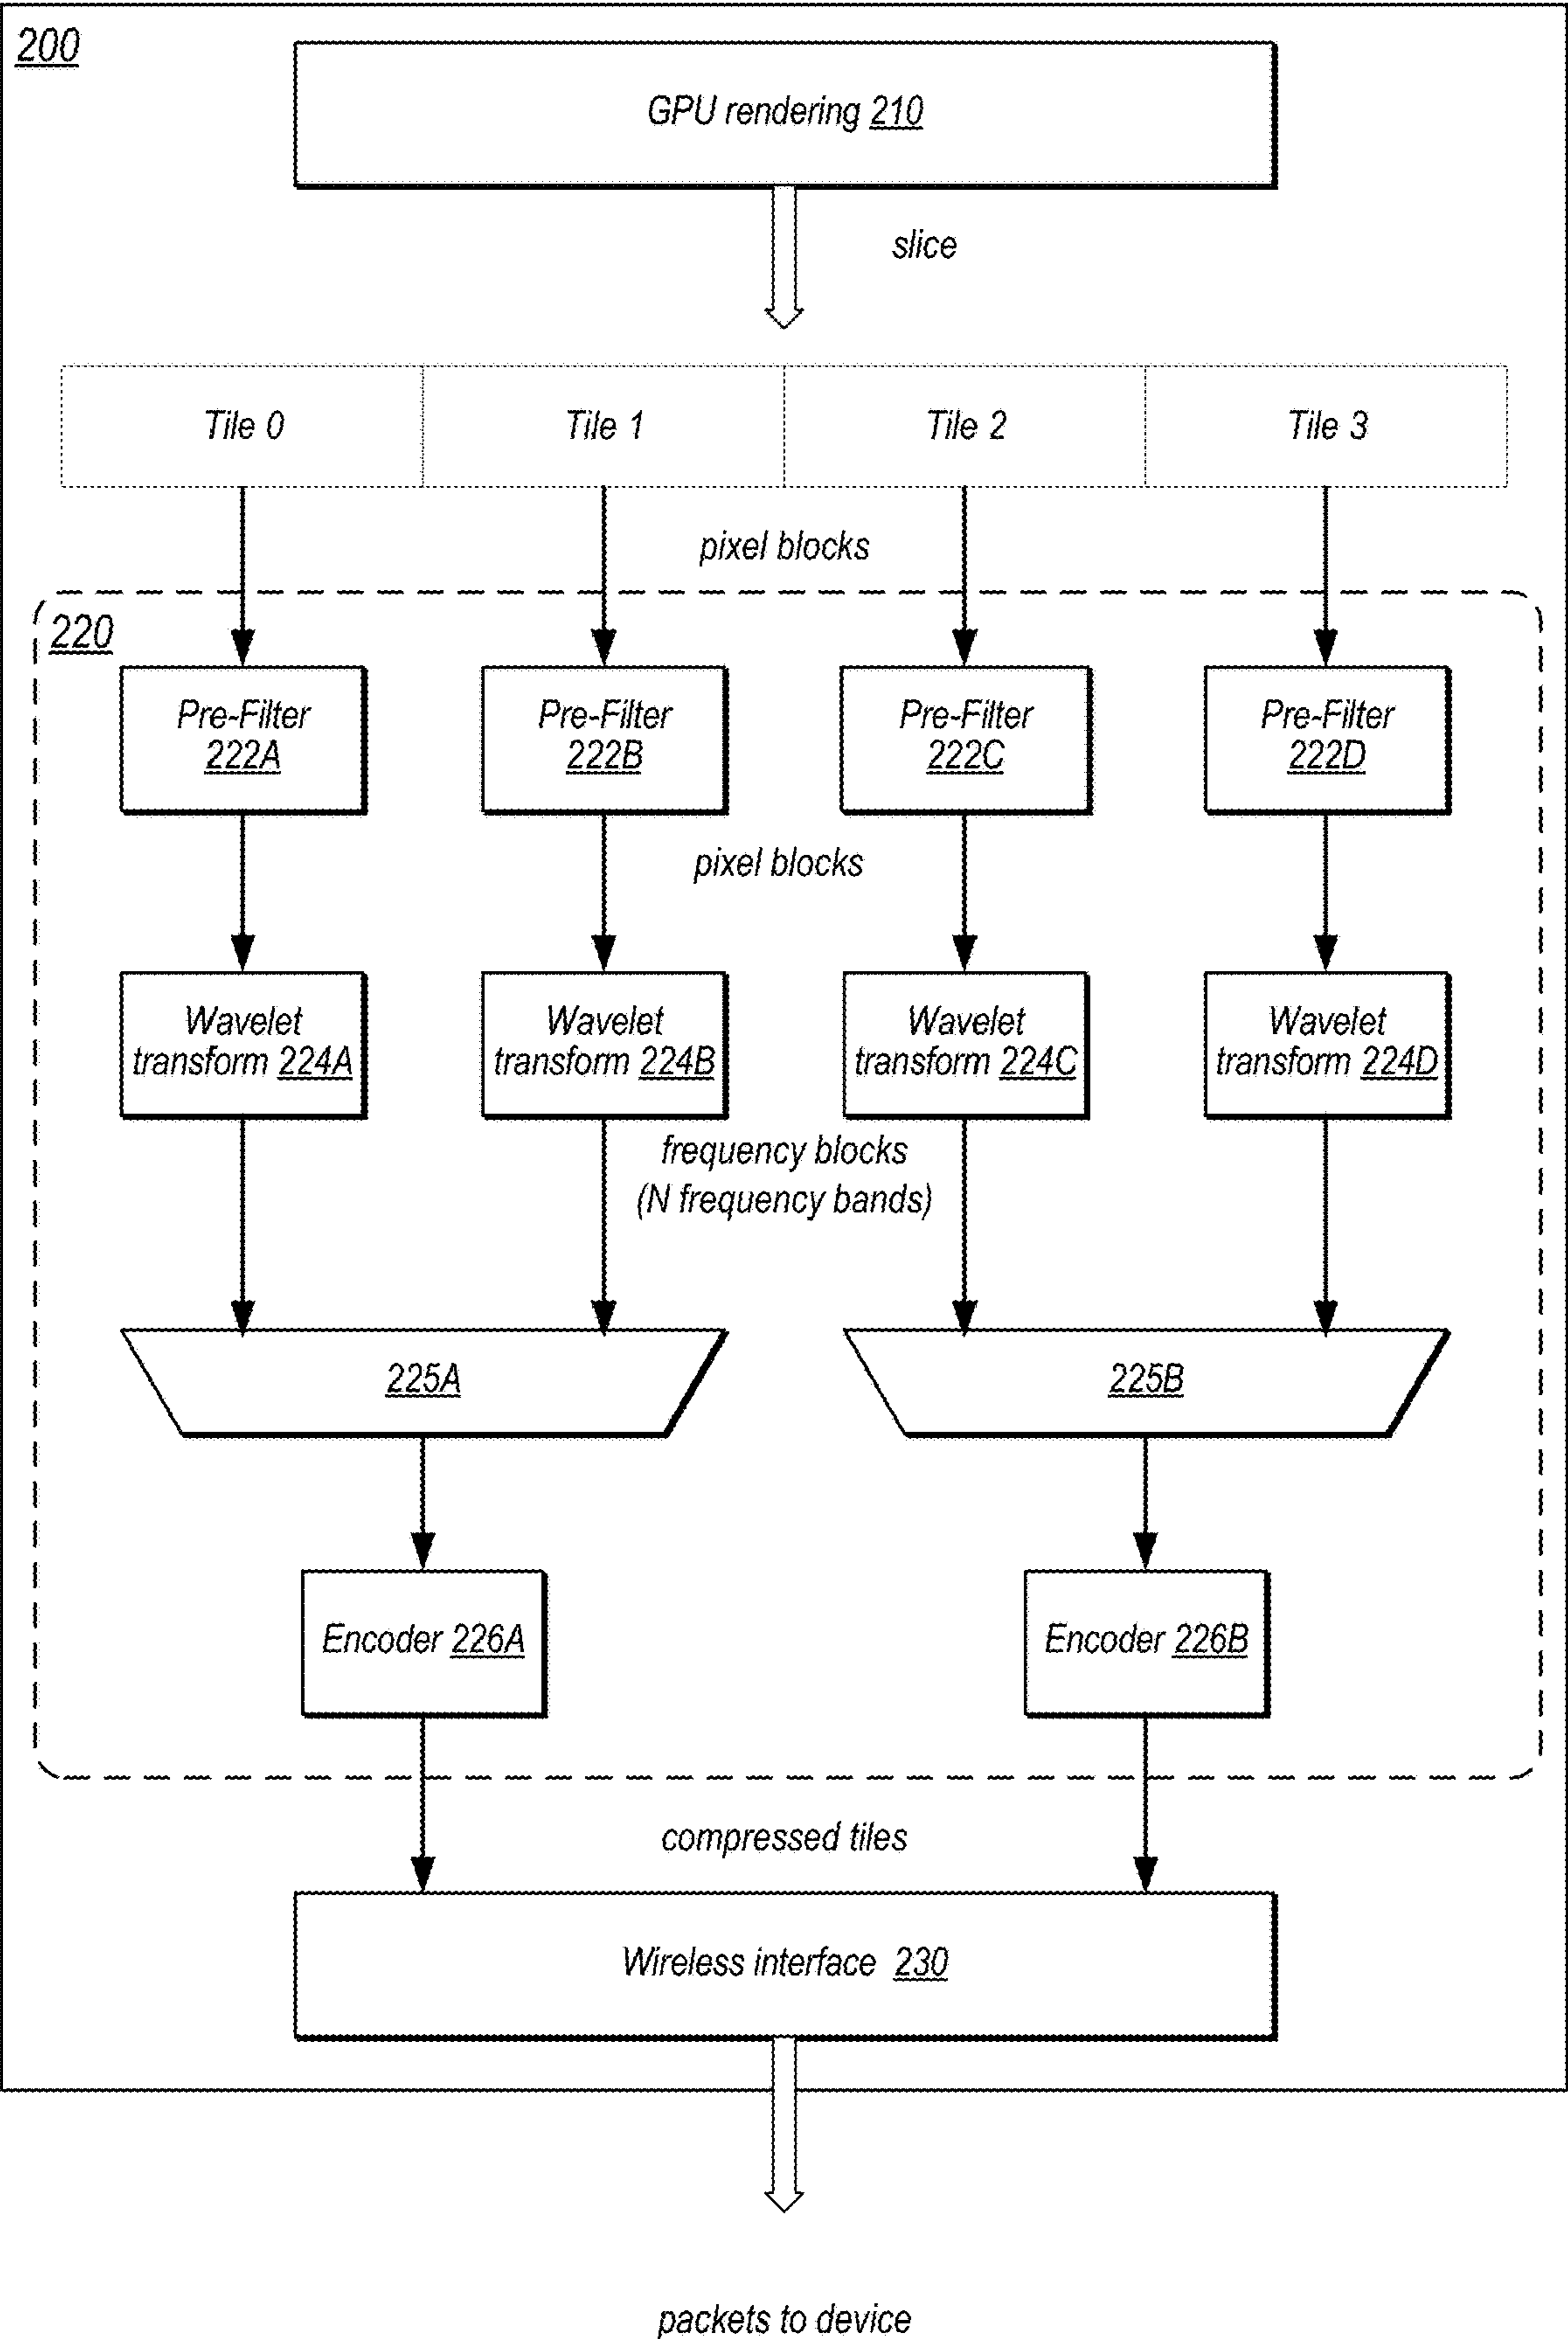 200
GPU rendering 210
slice
Tile 0
Tile 1
Tile 2
Tile 3
pixel blocks
220
Pre-Filter
222A
Pre-Filter
222B
Pre-Filter
222C
Pre-Filter
222D
pixel blocks
Wavelet
transform 224A
Wavelet
transform 224B
Wavelet
transform 224C
Wavelet
transform 224D
frequency blocks
(N frequency bands)
225A
225B
Encoder 226A
Encoder 226B
compressed tiles
Wireless interface 230
packets to device